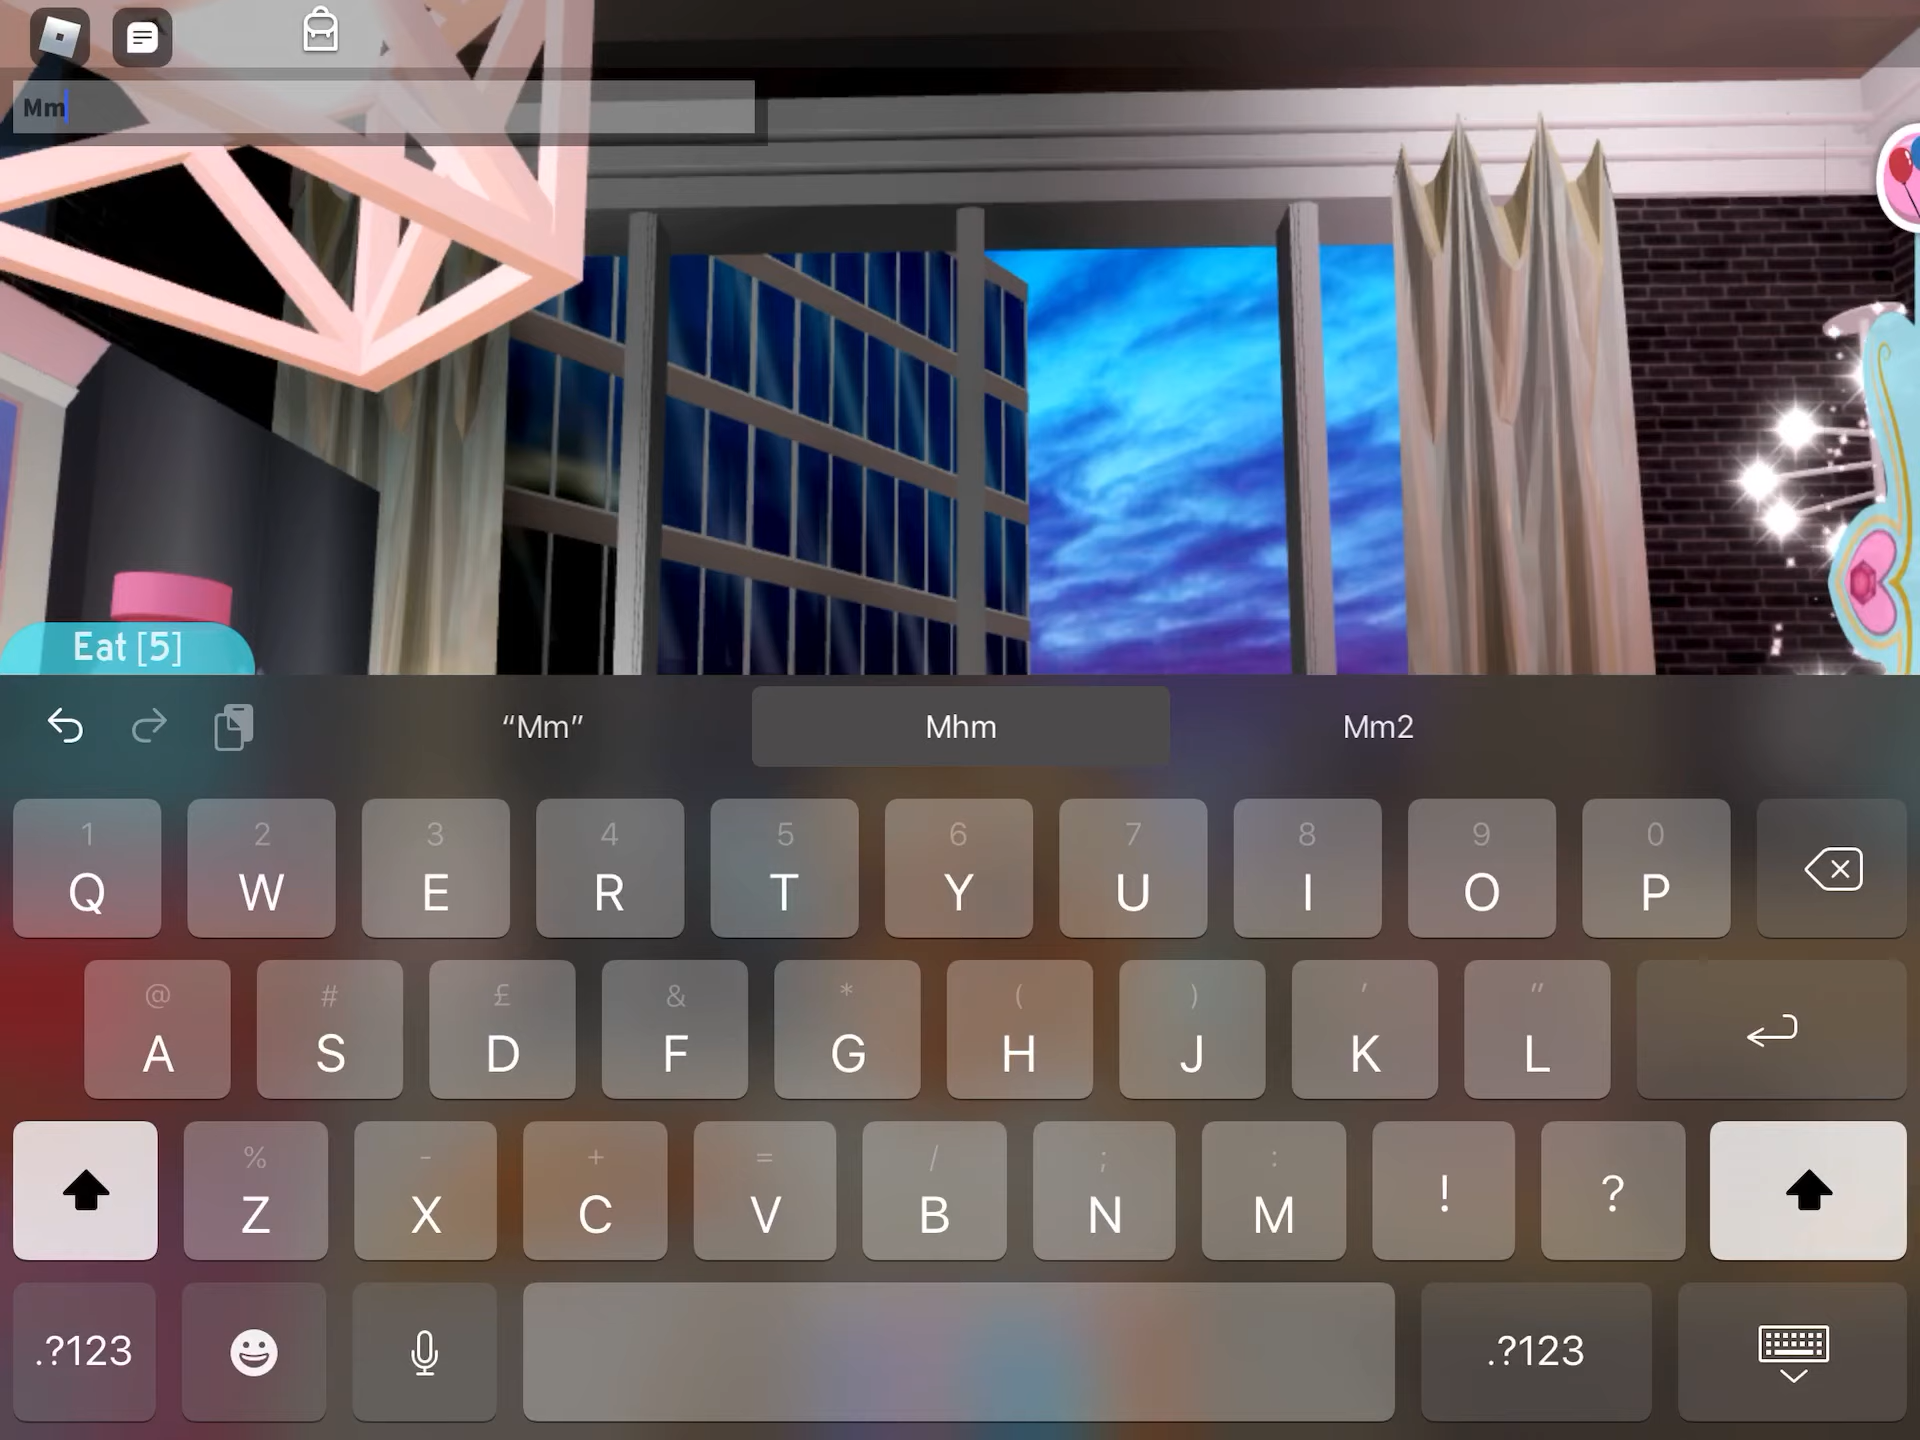 Mm
Eat [5]
“Mm” Mhm Mm2
1 2 3 4 5 6 7 8 9 0
Q W E R T Y U I O P
@ # £ & * ( ) ' "
A S D F G H J K L
% - + = / ; :
Z X C V B N M ! ?
.?123 .?123